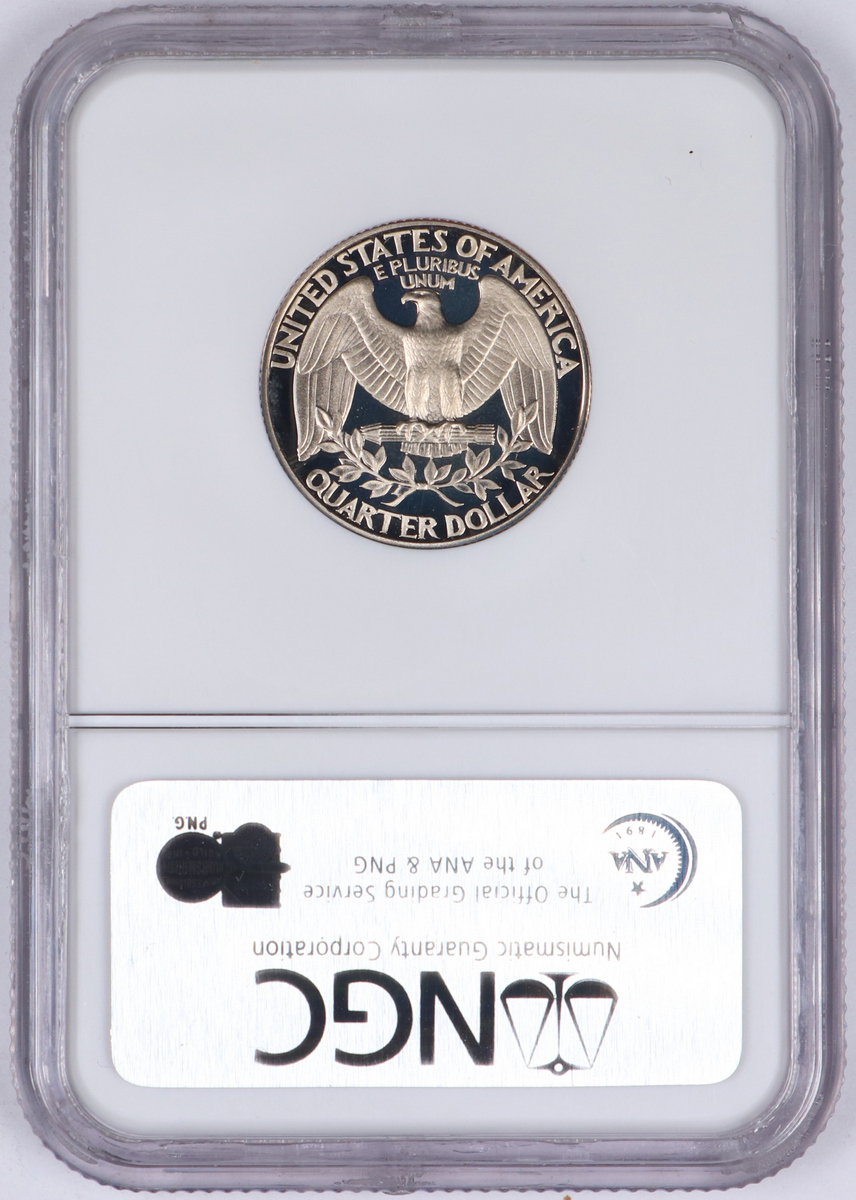 UNITED STATES OF AMERICA
E PLURIBUS
UNUM
QUARTER DOLLAR
NGC
Numismatic Guaranty Corporation
The Official Grading Service
of the ANA & PNG
ANA
1891
PNG